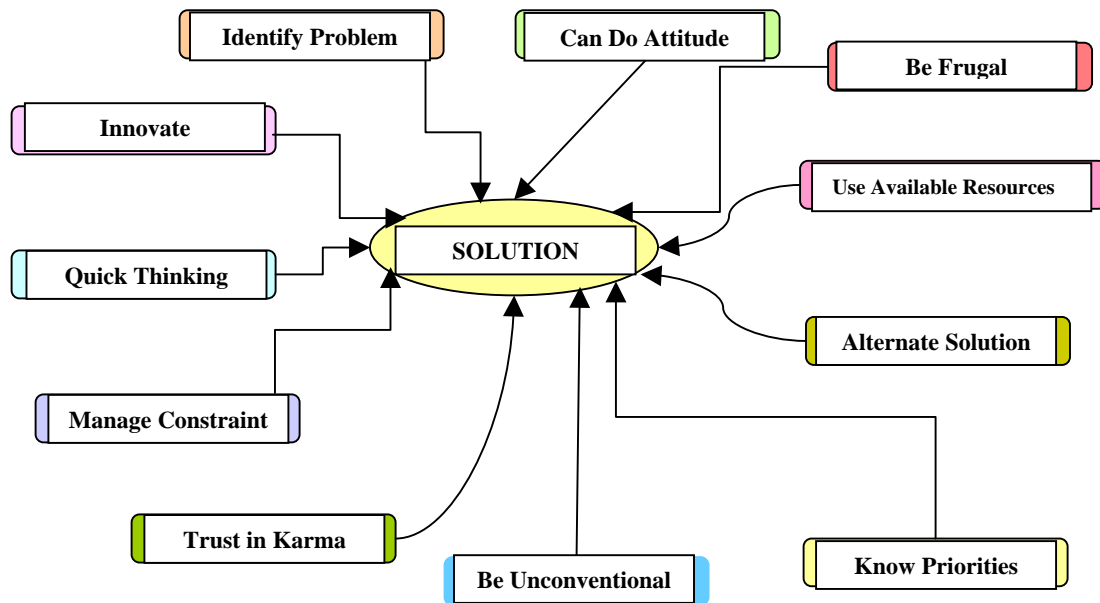 Identify Problem
Can Do Attitude
Be Frugal
Innovate
Use Available Resources
SOLUTION
Quick Thinking
Alternate Solution
Manage Constraint
Trust in Karma
Be Unconventional
Know Priorities